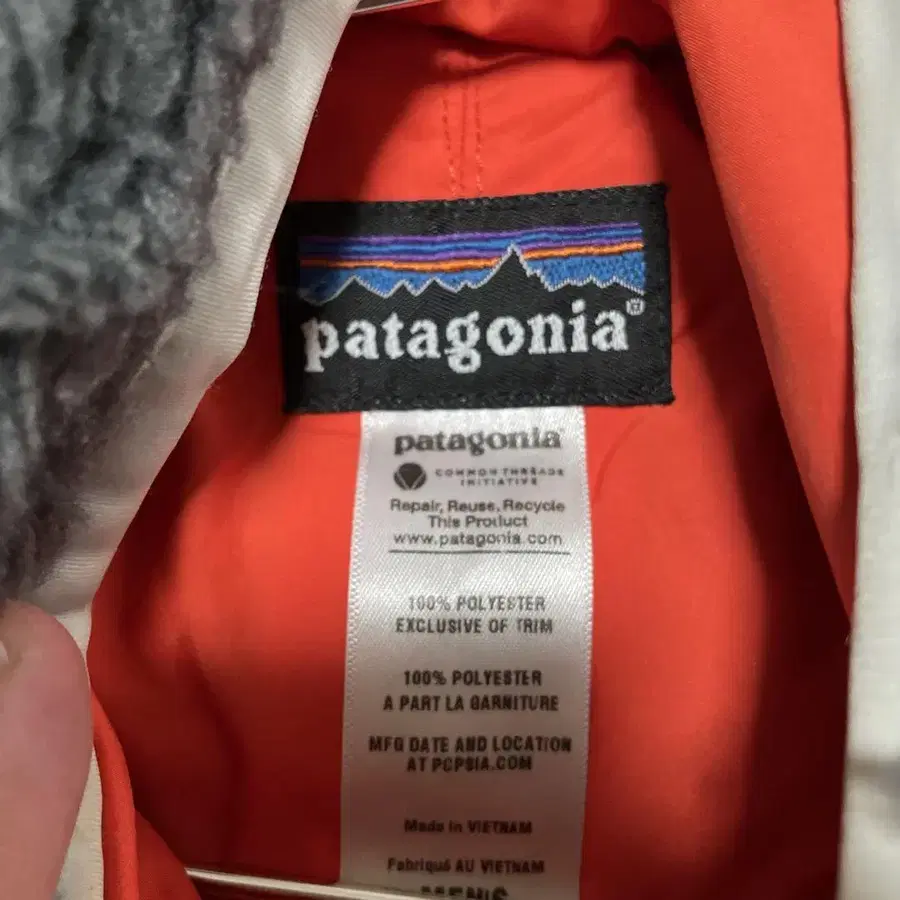 patagonia®
patagonia®
COMMON THREADS
INITIATIVE
Repair, Reuse, Recycle
This Product
www.patagonia.com
100% POLYESTER
EXCLUSIVE OF TRIM
100% POLYESTER
A PART LA GARNITURE
MFG DATE AND LOCATION
AT PCPSIA.COM
Made in VIETNAM
Fabriqué AU VIETNAM
MEN'S